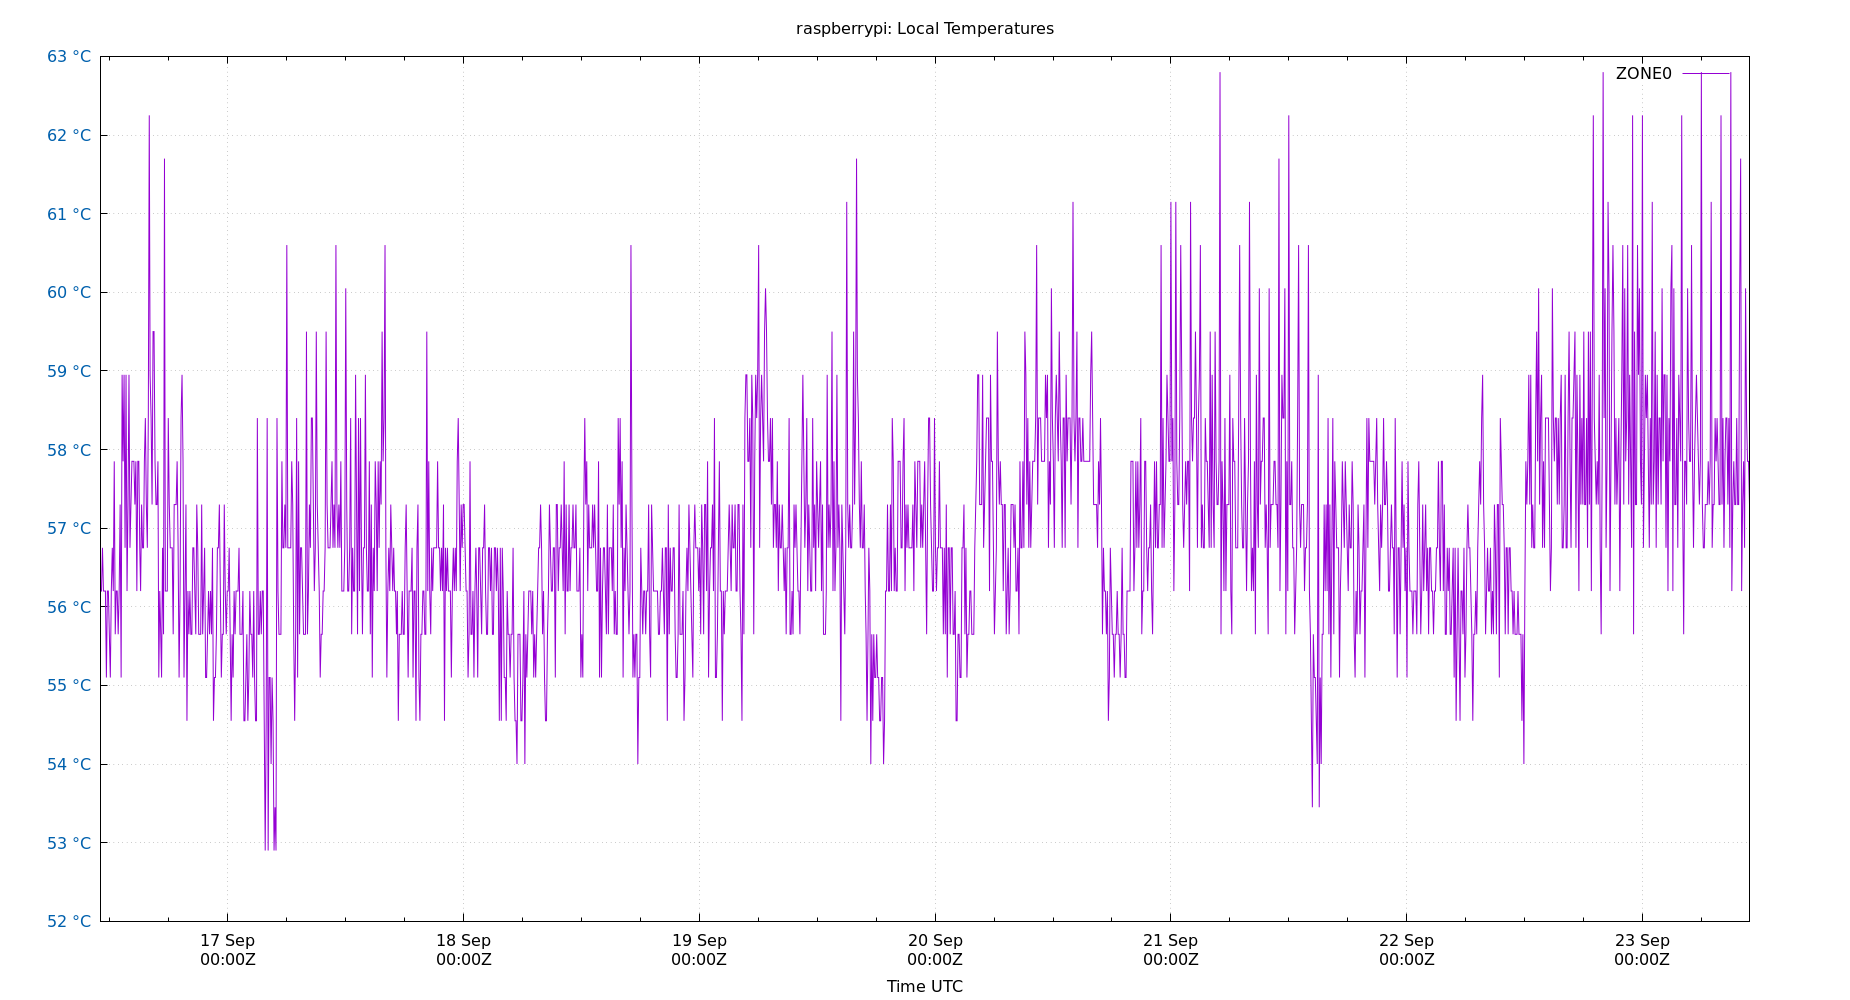 raspberrypi: Local Temperatures
63 °C
ZONE0
62 °C
61 °C
60 °C
59 °C
58 °C
57 °C
56 °C
55 °C
54 °C
53 °C
52 °C
17 Sep 18 Sep 19 Sep 20 Sep 21 Sep 22 Sep 23 Sep
00:00Z 00:00Z 00:00Z 00:00Z 00:00Z 00:00Z 00:00Z
Time UTC